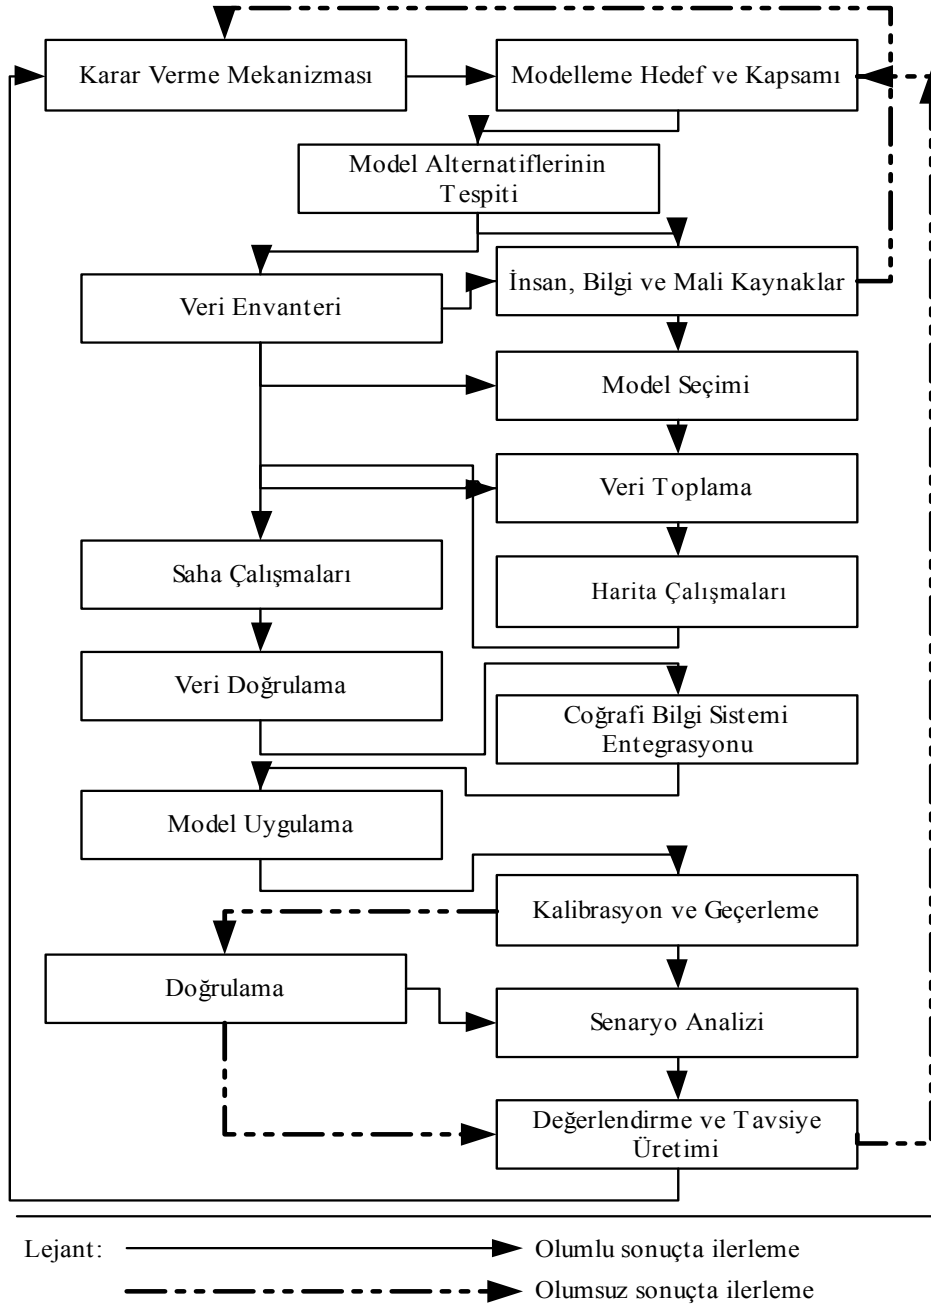 Karar Verme Mekanizması
Modelleme Hedef ve Kapsamı
Model Alternatiflerinin
Tespiti
Veri Envanteri
İnsan, Bilgi ve Mali Kaynaklar
Model Seçimi
Veri Toplama
Saha Çalışmaları
Harita Çalışmaları
Veri Doğrulama
Coğrafi Bilgi Sistemi
Entegrasyonu
Model Uygulama
Kalibrasyon ve Geçerleme
Doğrulama
Senaryo Analizi
Değerlendirme ve Tavsiye
Üretimi
Lejant:
Olumlu sonuçta ilerleme
Olumsuz sonuçta ilerleme